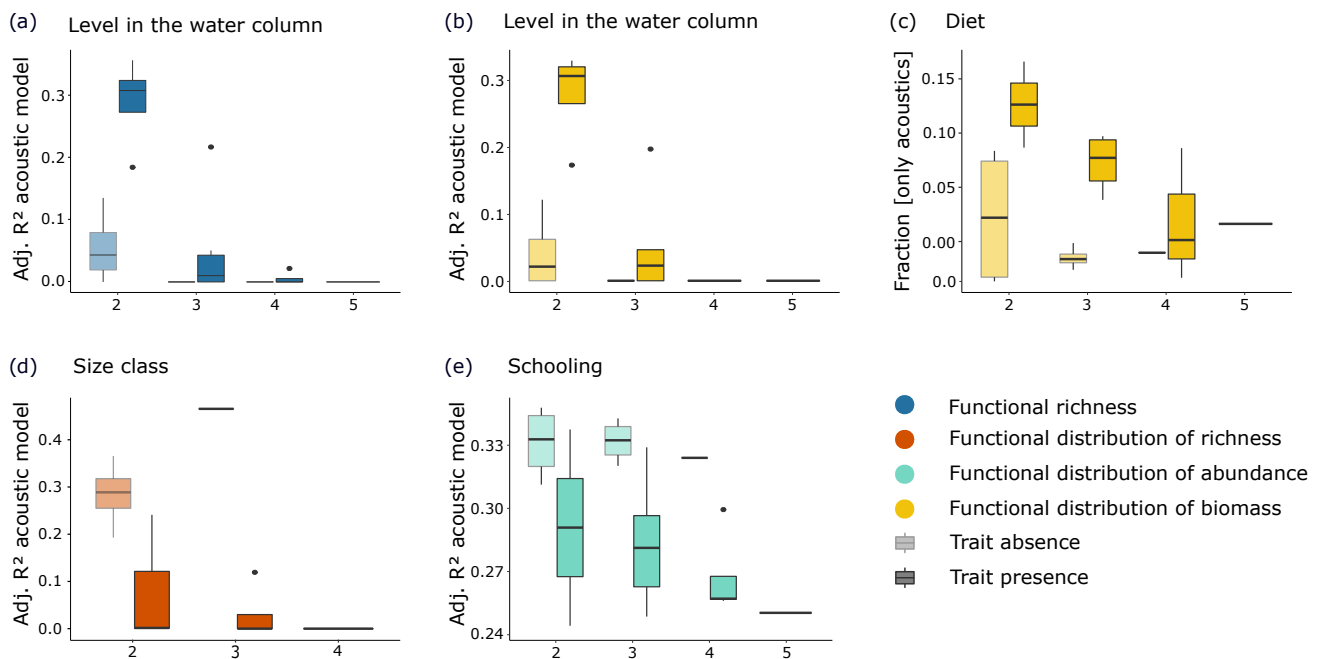 (a) Level in the water column
Adj. R² acoustic model
0.3
0.2
0.1
0.0
2 3 4 5
(b) Level in the water column
Adj. R² acoustic model
0.3
0.2
0.1
0.0
2 3 4 5
(c) Diet
Fraction [only acoustics]
0.15
0.10
0.05
0.00
0.0
2 3 4 5
(d) Size class
Adj. R² acoustic model
0.4
0.3
0.2
0.1
0.0
2 3 4
(e) Schooling
Adj. R² acoustic model
0.33
0.30
0.27
0.24
2 3 4 5
Functional richness
Functional distribution of richness
Functional distribution of abundance
Functional distribution of biomass
Trait absence
Trait presence